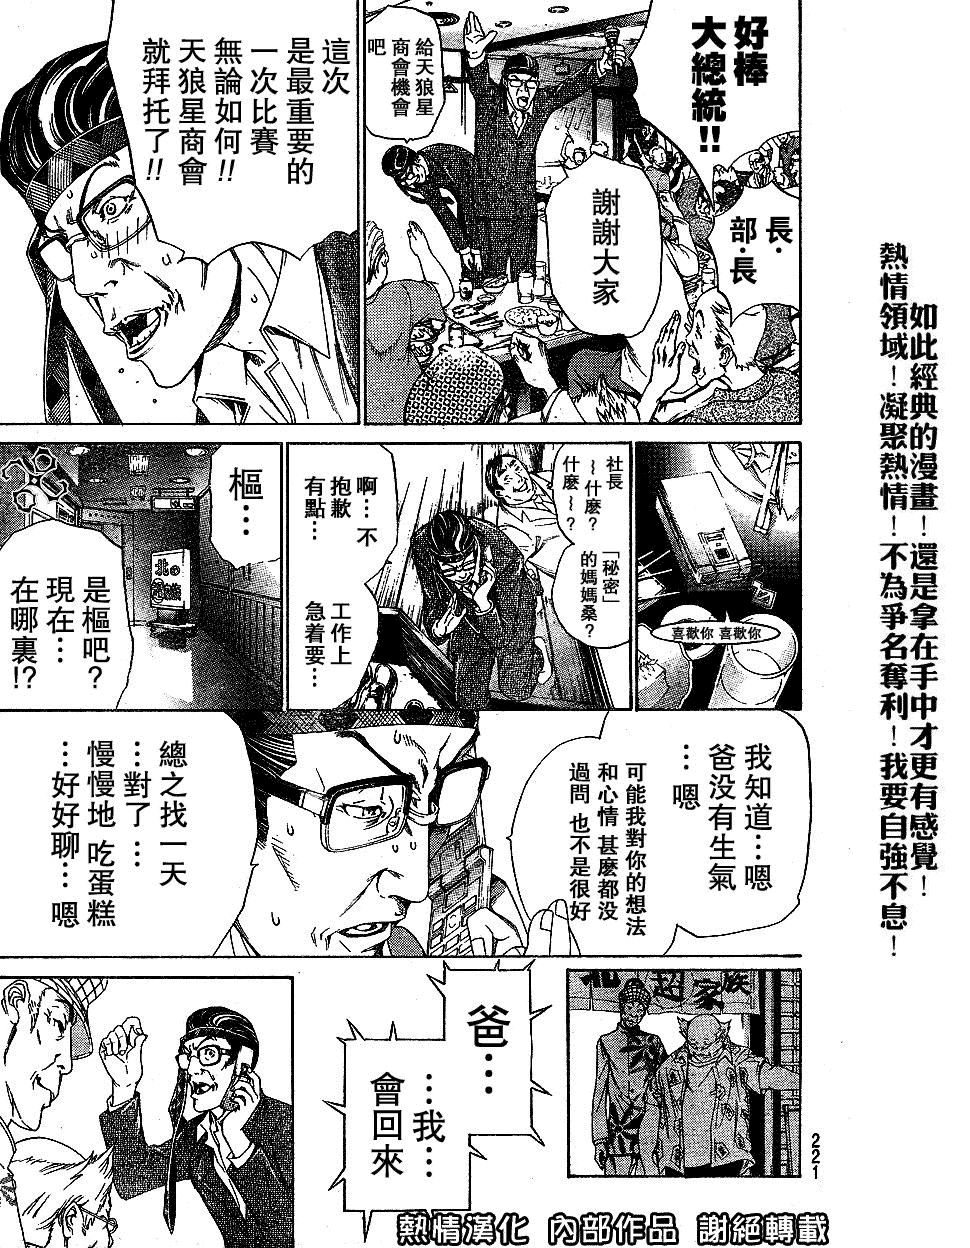 好棒
大總統!!
長·
部·長
謝謝大家
給天狼星
商會機會
吧
這次
是最重要的
一次比賽
無論如何!!
天狼星商會
就拜托了!!
喜歡你 喜歡你
社長
~什麽?
什麽~?
「秘密」
的媽媽桑?
啊…不
抱歉
有點…
工作上
急着要…
樞…
是樞吧?
現在…
在哪裏!?
我知道…嗯
爸没有生氣
…嗯
可能我對你的想法
和心情 甚麽都没
過問 也不是很好
總之找一天
…對了…
慢慢地 吃蛋糕
…好好聊…嗯
超家族
爸…
…我…
會回來
221
如此經典的漫畫!還是拿在手中才更有感覺!
熱情領域!凝聚熱情!不為爭名奪利!我要自強不息!
熱情漢化 內部作品 謝絕轉載